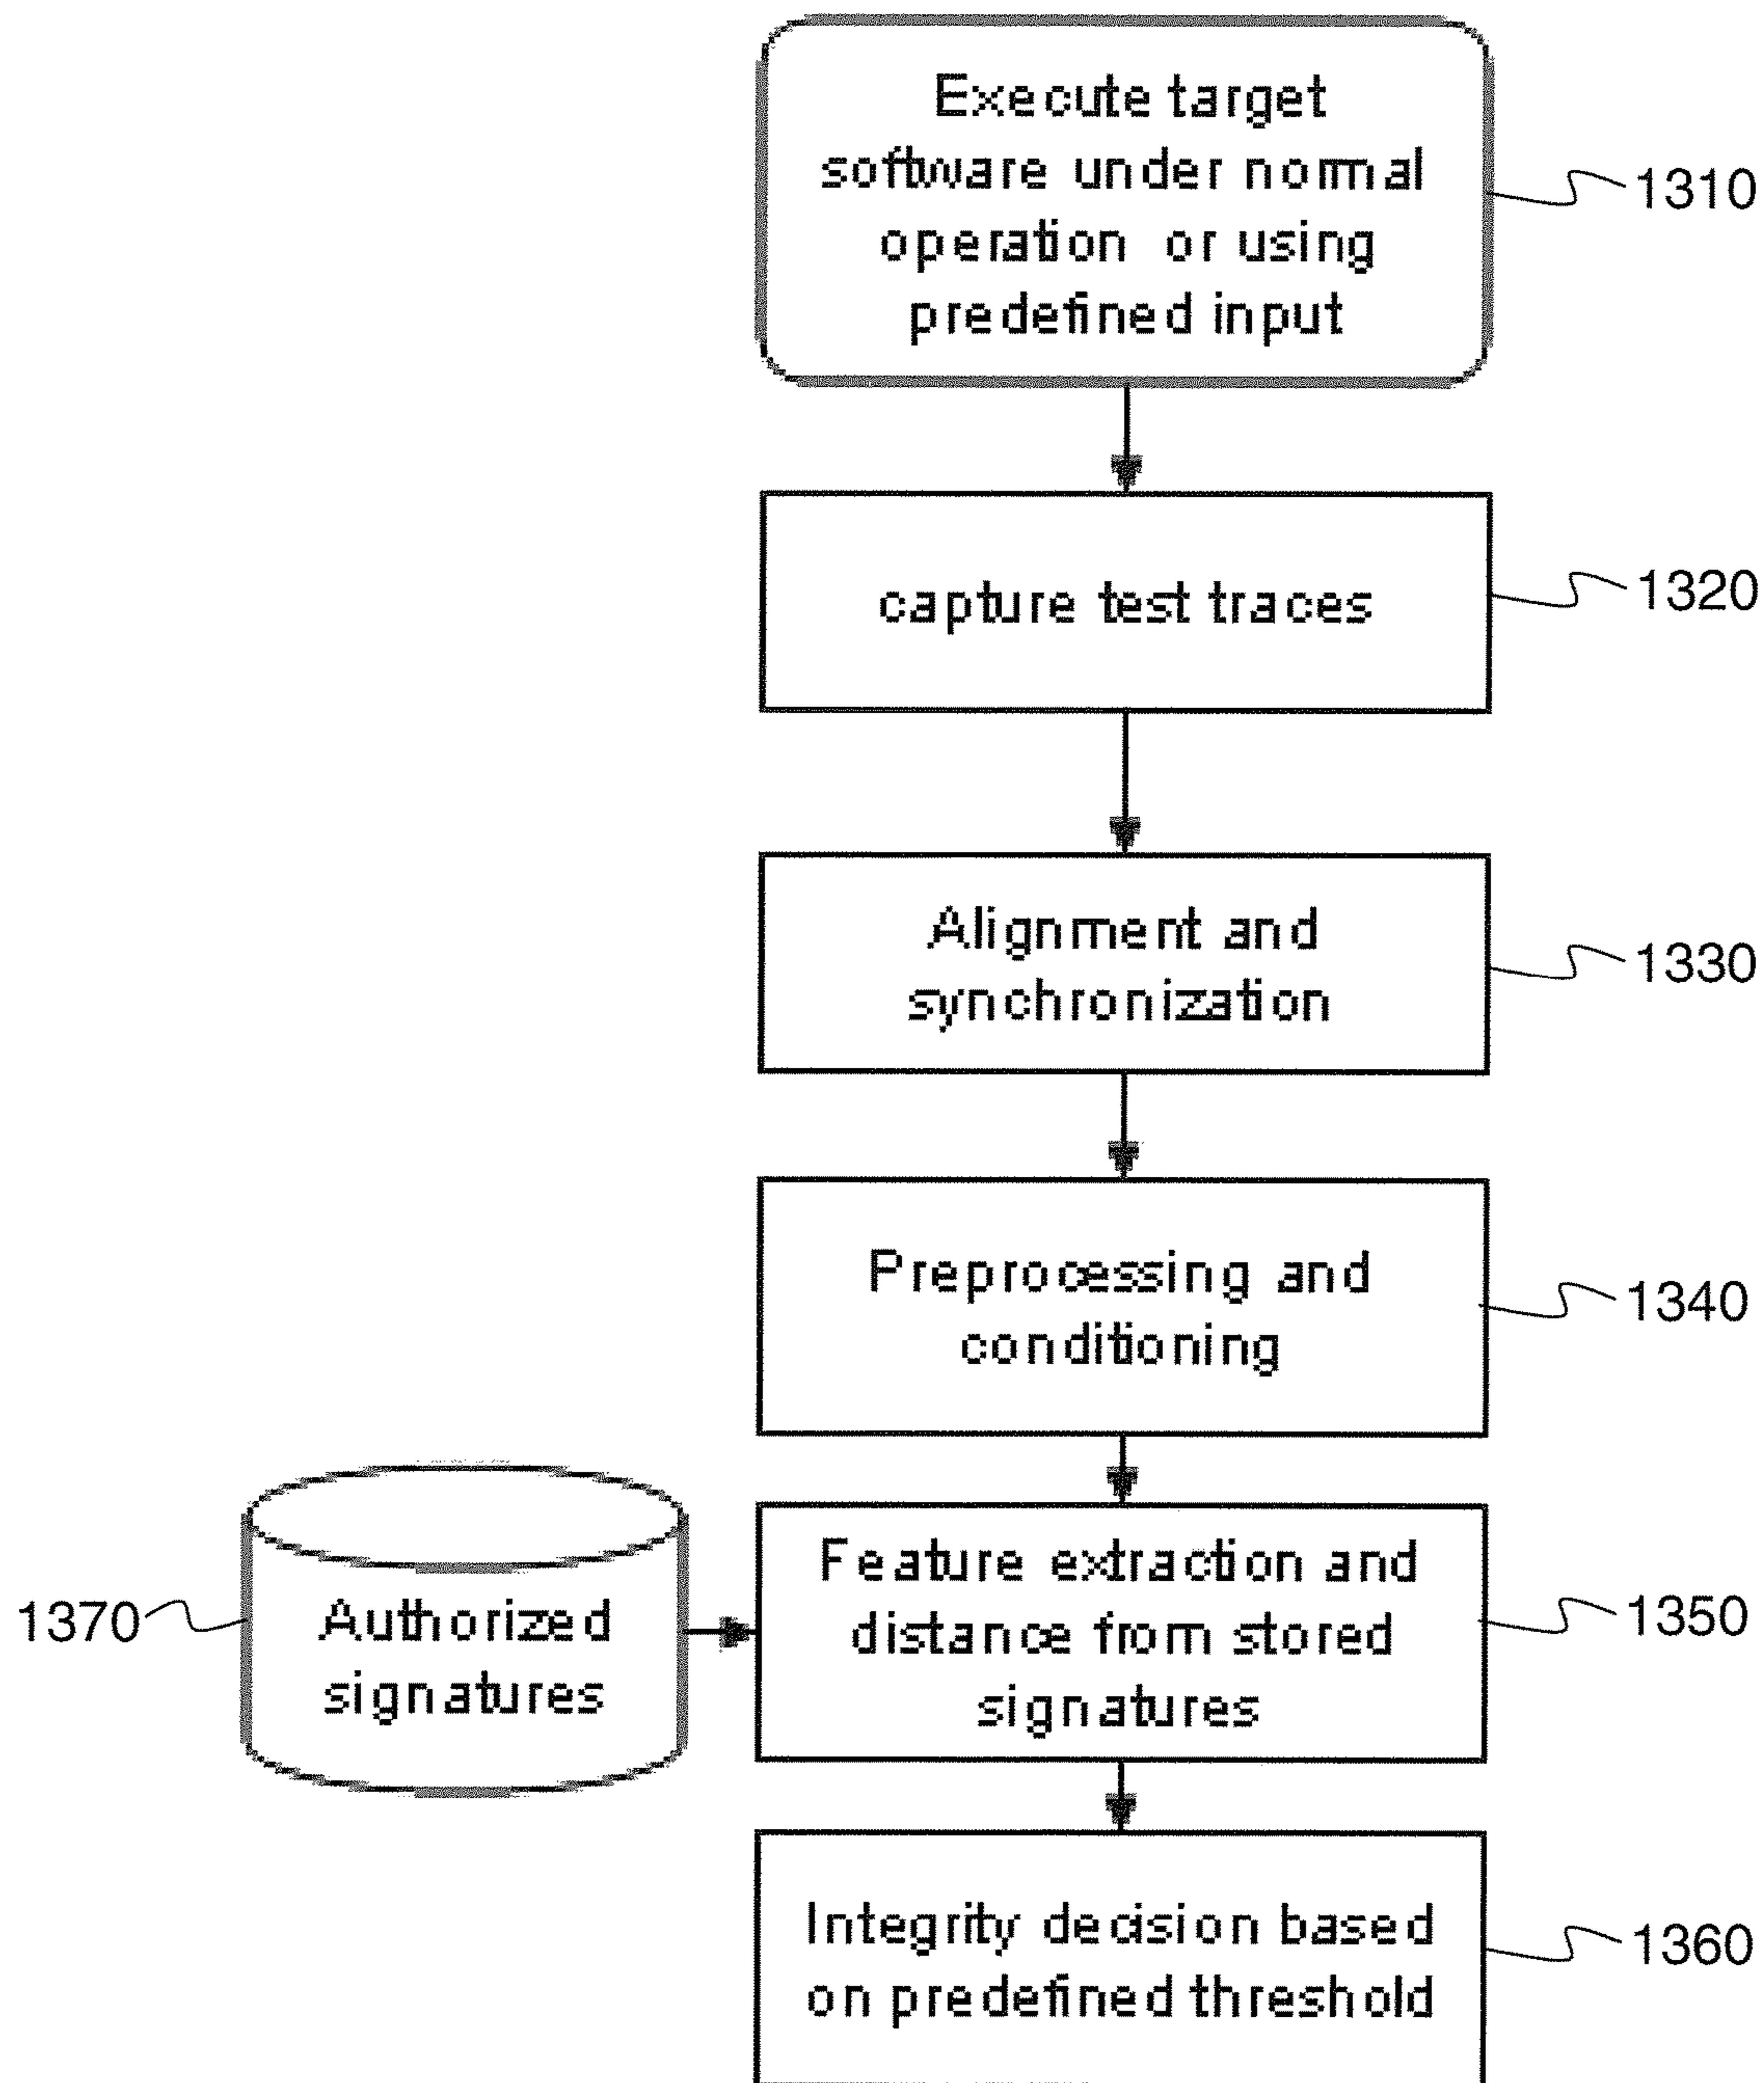 Execute target
software under normal
operation or using
predefined input
1310
capture test traces
1320
Alignment and
synchronization
1330
Preprocessing and
conditioning
1340
Authorized
signatures
1370
Feature extraction and
distance from stored
signatures
1350
Integrity decision based
on predefined threshold
1360